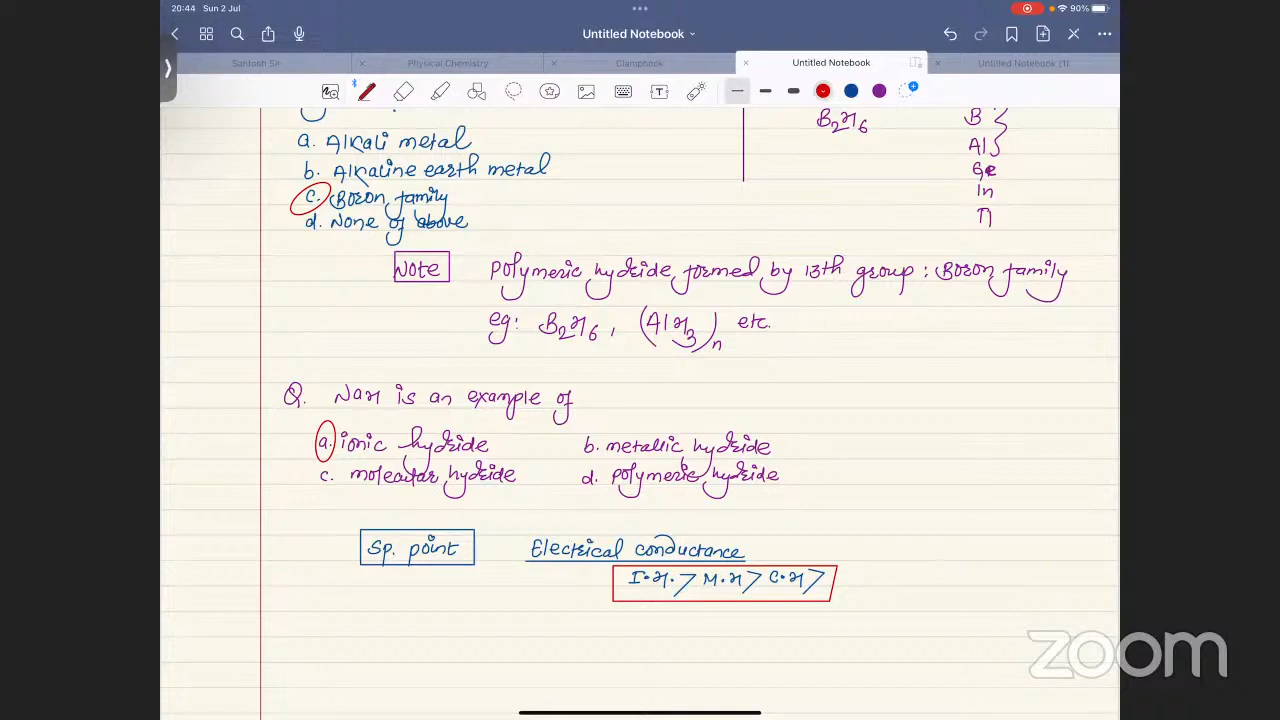 20:44 Sun 2 Jul
90%
Untitled Notebook
Santosh Sir
Physical Chemistry
Clamphook
Untitled Notebook
Untitled Notebook (1)
a. Alkali metal
b. Alkaline earth metal
c. Boron family
d. None of above
B2H6
B
Al
Ge
In
Tl
Note Polymeric hydride formed by 13th group : Boron family
eg: B2H6, (AlH3)n etc.
Q. NaH is an example of
a. ionic hydride b. metallic hydride
c. molecular hydride d. polymeric hydride
Sp. point Electrical conductance
I.H. > M.H > C.H >
zoom